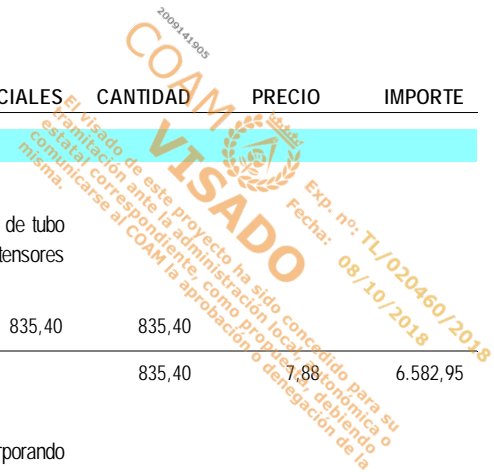 2009141905
CIALES CANTIDAD PRECIO IMPORTE
COAM
VISADO
Exp. nº: TL/020460/2018
Fecha: 08/10/2018
El visado de este proyecto ha sido concedido para su
tramitación ante la administración local, autonómica o
estatal correspondiente, como propuesta, debiendo
comunicarse al COAM la aprobación o denegación de la
misma.
de tubo
tensores
835,40 835,40
835,40 7,88 6.582,95
rporando